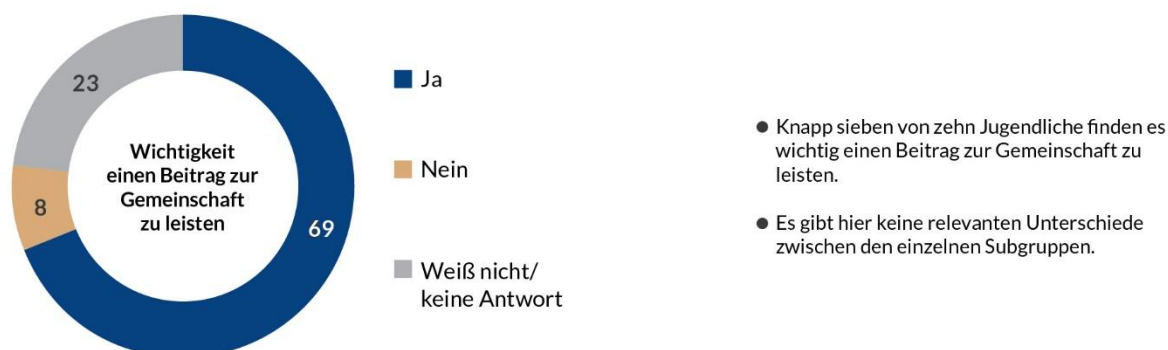 23
8
69
Wichtigkeit
einen Beitrag zur
Gemeinschaft
zu leisten
Ja
Nein
Weiß nicht/
keine Antwort
● Knapp sieben von zehn Jugendliche finden es
wichtig einen Beitrag zur Gemeinschaft zu
leisten.
● Es gibt hier keine relevanten Unterschiede
zwischen den einzelnen Subgruppen.